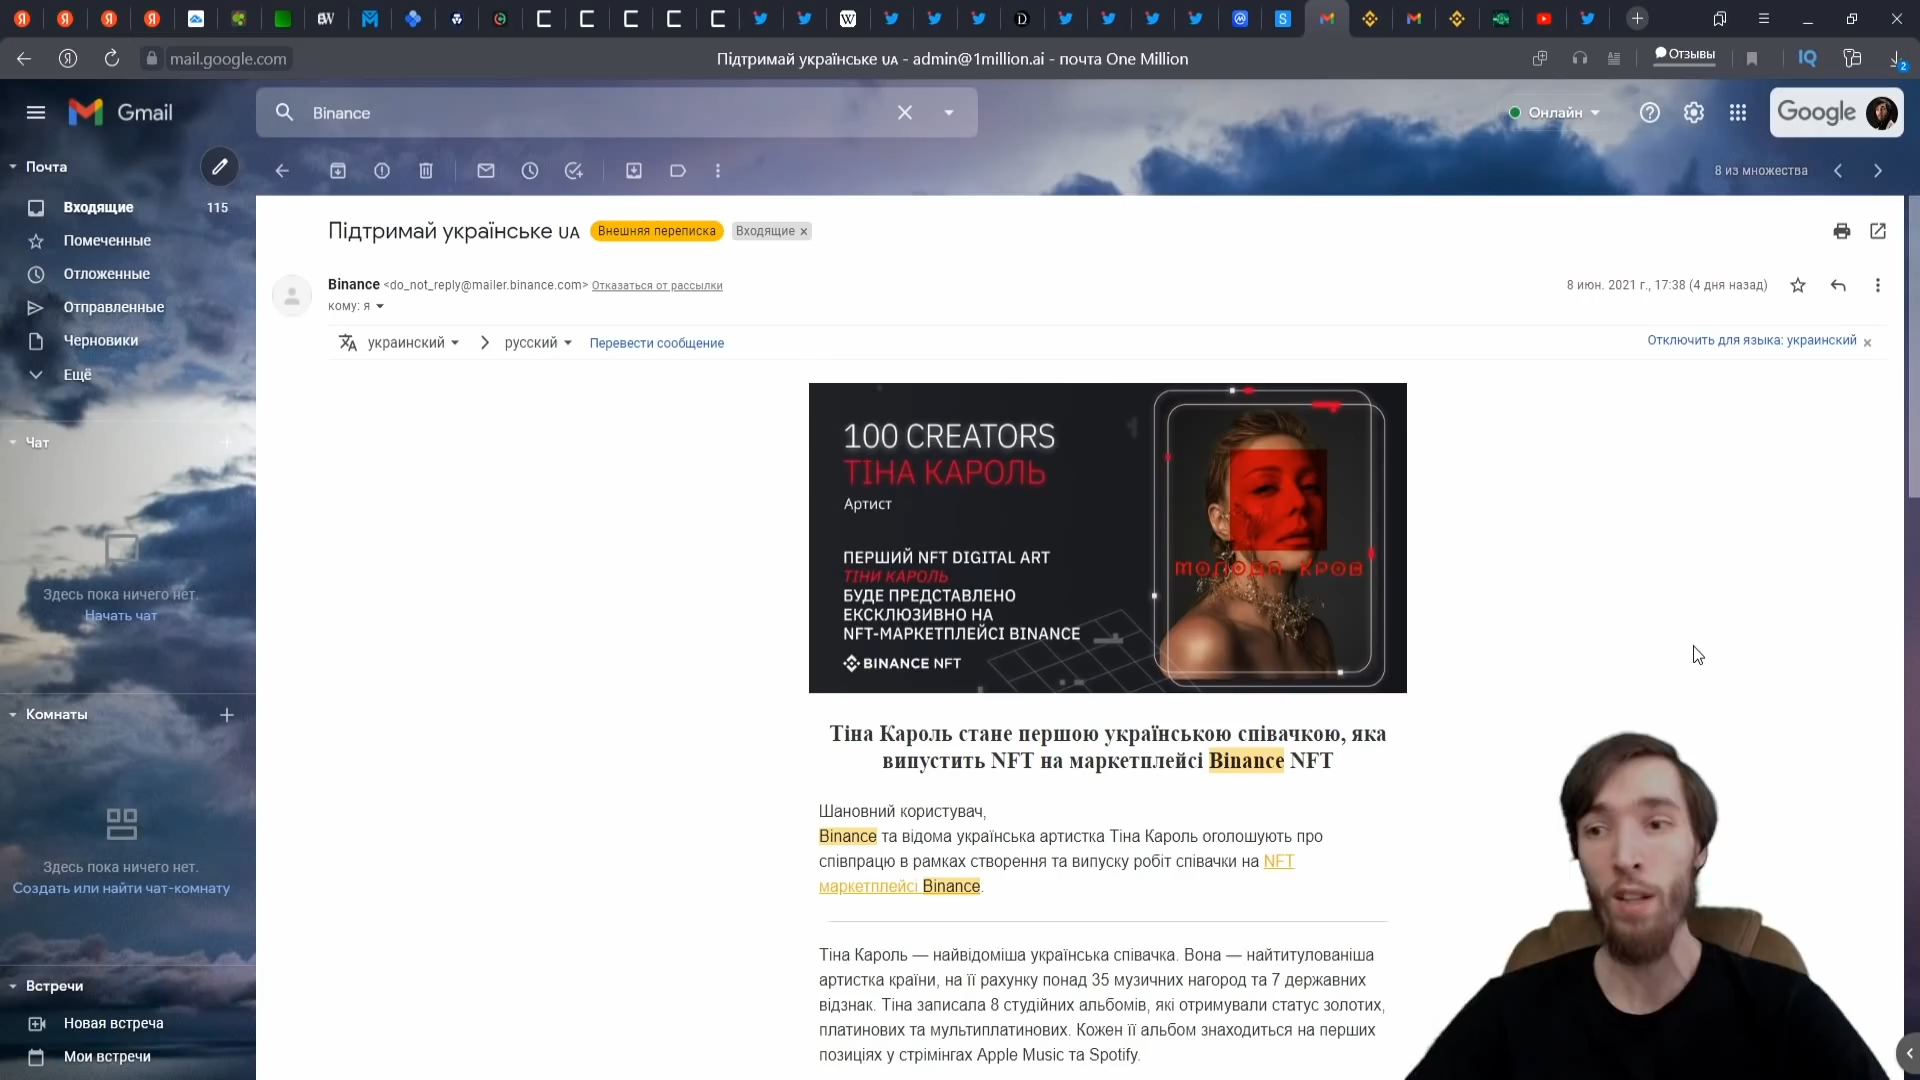 mail.google.com
Підтримай українське ᴜᴀ - admin@1million.ai - почта One Million
Отзывы
Gmail
Binance
Онлайн
Google
Почта
8 из множества
Входящие 115
Помеченные
Отложенные
Отправленные
Черновики
Ещё
Чат
Здесь пока ничего нет.
Начать чат
Комнаты
Здесь пока ничего нет.
Создать или найти чат-комнату
Встречи
Новая встреча
Мои встречи
Підтримай українське ᴜᴀ Внешняя переписка Входящие ×
Binance <do_not_reply@mailer.binance.com> Отказаться от рассылки
8 июн. 2021 г., 17:38 (4 дня назад)
кому: я
украинский > русский Перевести сообщение
Отключить для языка: украинский ×
100 CREATORS
ТІНА КАРОЛЬ
Артист
ПЕРШИЙ NFT DIGITAL ART
ТІНИ КАРОЛЬ
БУДЕ ПРЕДСТАВЛЕНО
ЕКСКЛЮЗИВНО НА
NFT-МАРКЕТПЛЕЙСІ BINANCE
BINANCE NFT
МОЛОДА КРОВ
Тіна Кароль стане першою українською співачкою, яка
випустить NFT на маркетплейсі Binance NFT
Шановний користувач,
Binance та відома українська артистка Тіна Кароль оголошують про
співпрацю в рамках створення та випуску робіт співачки на NFT
маркетплейсі Binance.
Тіна Кароль — найвідоміша українська співачка. Вона — найтитулованіша
артистка країни, на її рахунку понад 35 музичних нагород та 7 державних
відзнак. Тіна записала 8 студійних альбомів, які отримували статус золотих,
платинових та мультиплатинових. Кожен її альбом знаходиться на перших
позиціях у стрімінгах Apple Music та Spotify.